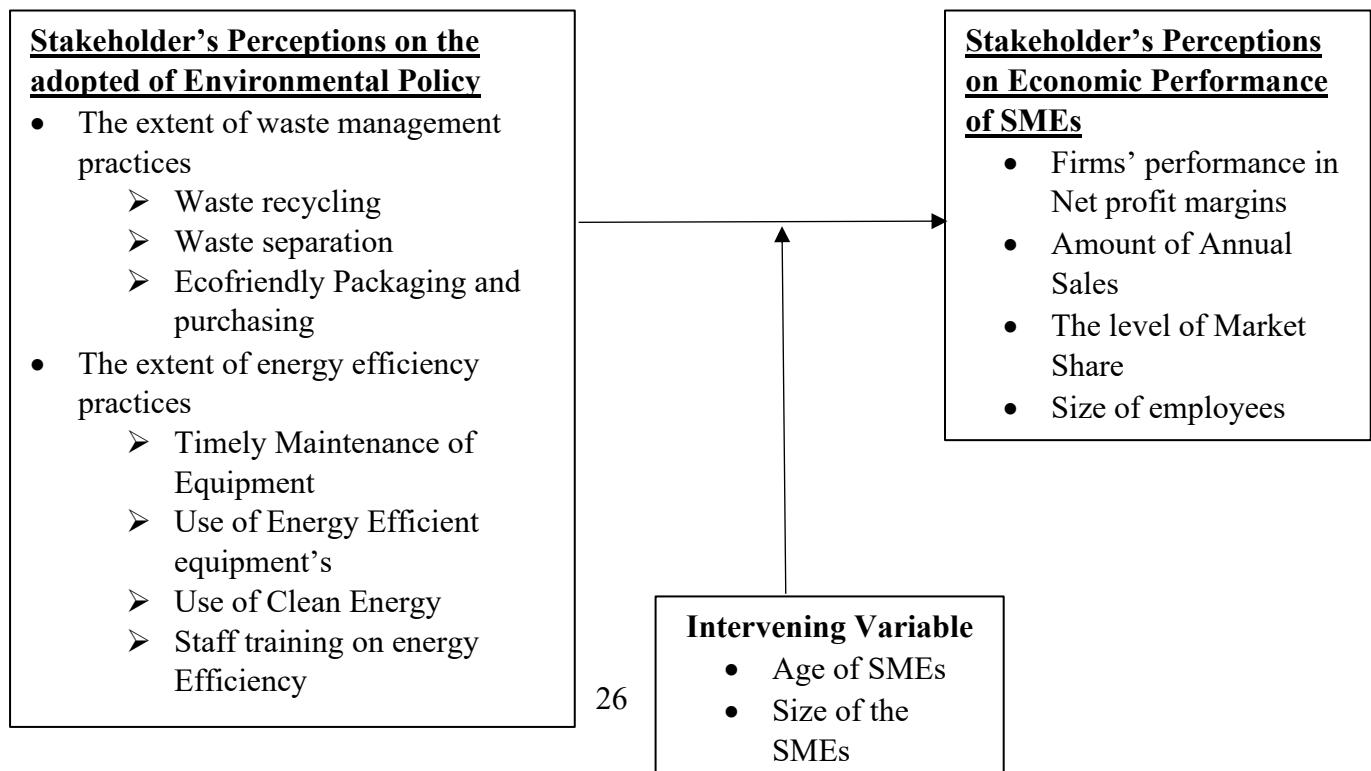 Stakeholder’s Perceptions on the
adopted of Environmental Policy
• The extent of waste management
practices
➢ Waste recycling
➢ Waste separation
➢ Ecofriendly Packaging and
purchasing
• The extent of energy efficiency
practices
➢ Timely Maintenance of
Equipment
➢ Use of Energy Efficient
equipment’s
➢ Use of Clean Energy
➢ Staff training on energy
Efficiency
Stakeholder’s Perceptions
on Economic Performance
of SMEs
• Firms’ performance in
Net profit margins
• Amount of Annual
Sales
• The level of Market
Share
• Size of employees
Intervening Variable
• Age of SMEs
• Size of the
SMEs
26